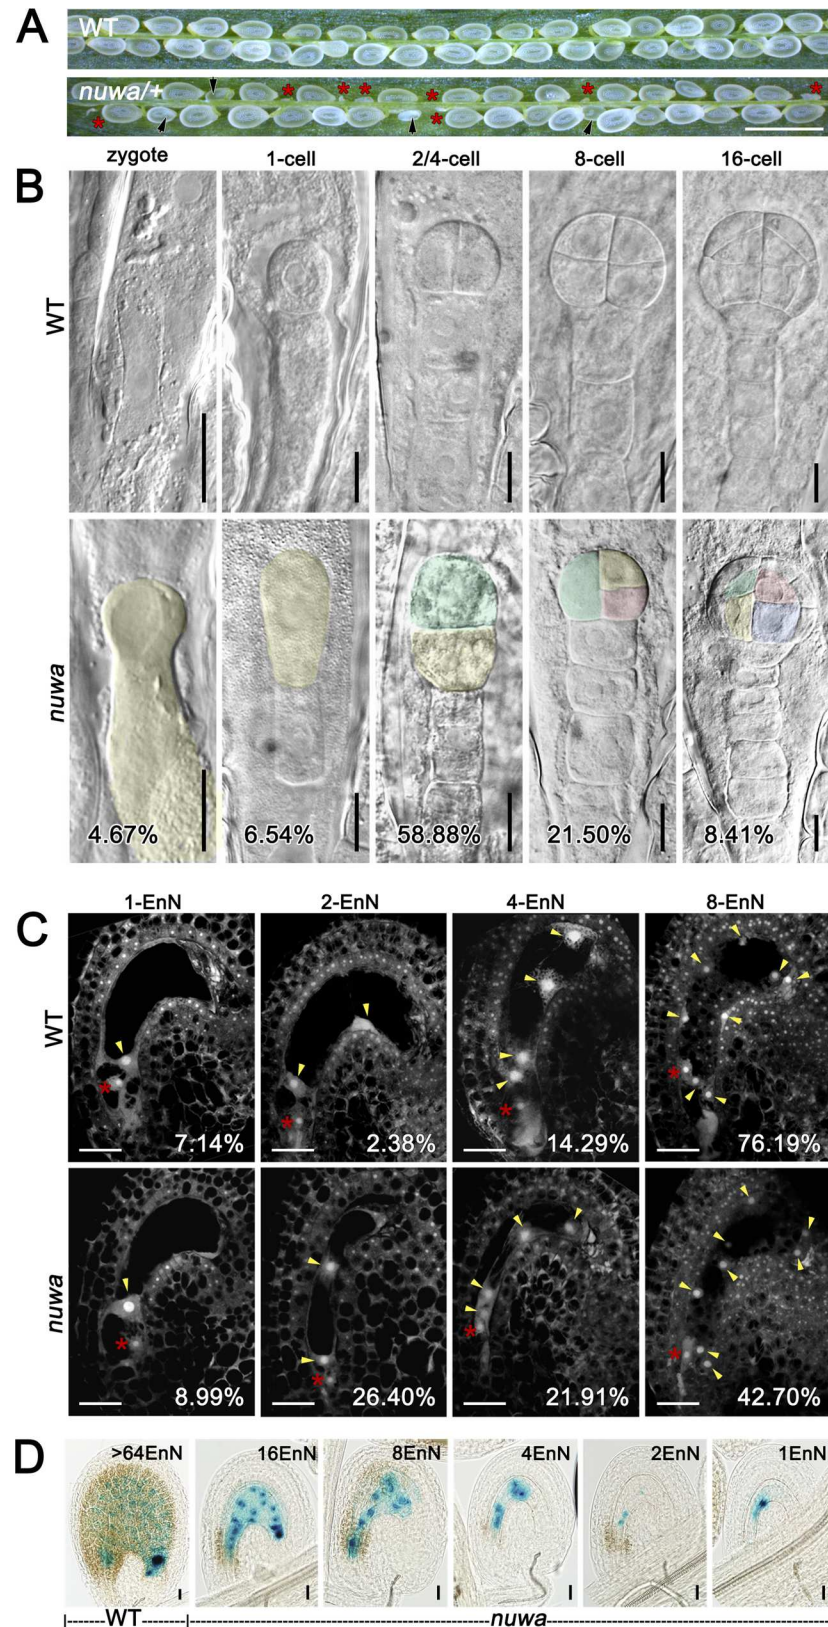 A
WT
nuwa/+
zygote 1-cell 2/4-cell 8-cell 16-cell
B
WT
nuwa
4.67% 6.54% 58.88% 21.50% 8.41%
1-EnN 2-EnN 4-EnN 8-EnN
C
WT
7.14% 2.38% 14.29% 76.19%
nuwa
8.99% 26.40% 21.91% 42.70%
D
>64EnN 16EnN 8EnN 4EnN 2EnN 1EnN
WT nuwa